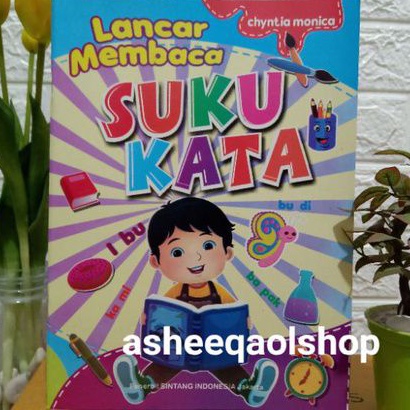 Lancar
Membaca
chyntia monica
SUKU
KATA
bu di
I bu
ba pak
ka mi
asheeqaolshop
Penerbit BINTANG INDONESIA Jakarta